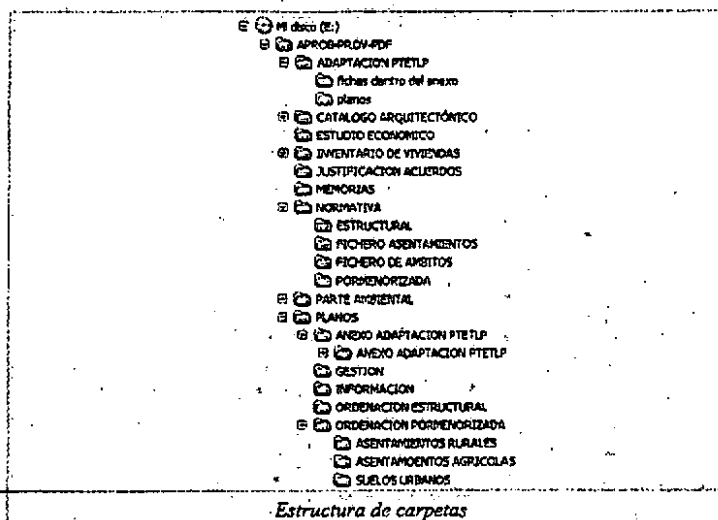 Mi disco (E:)
APROB-PROV-PDF
ADAPTACION PTETLP
fichas dentro del anexo
planos
CATALOGO ARQUITECTÓNICO
ESTUDIO ECONOMICO
INVENTARIO DE VIVIENDAS
JUSTIFICACION ACUERDOS
MEMORIAS
NORMATIVA
ESTRUCTURAL
FICHERO ASENTAMIENTOS
FICHERO DE AMBITOS
PORMENORIZADA
PARTE AMBIENTAL
PLANOS
ANEXO ADAPTACION PTETLP
ANEXO ADAPTACION PTETLP
GESTION
INFORMACION
ORDENACION ESTRUCTURAL
ORDENACION PORMENORIZADA
ASENTAMIENTOS RURALES
ASENTAMOENTOS AGRICOLAS
SUELOS URBANOS
Estructura de carpetas